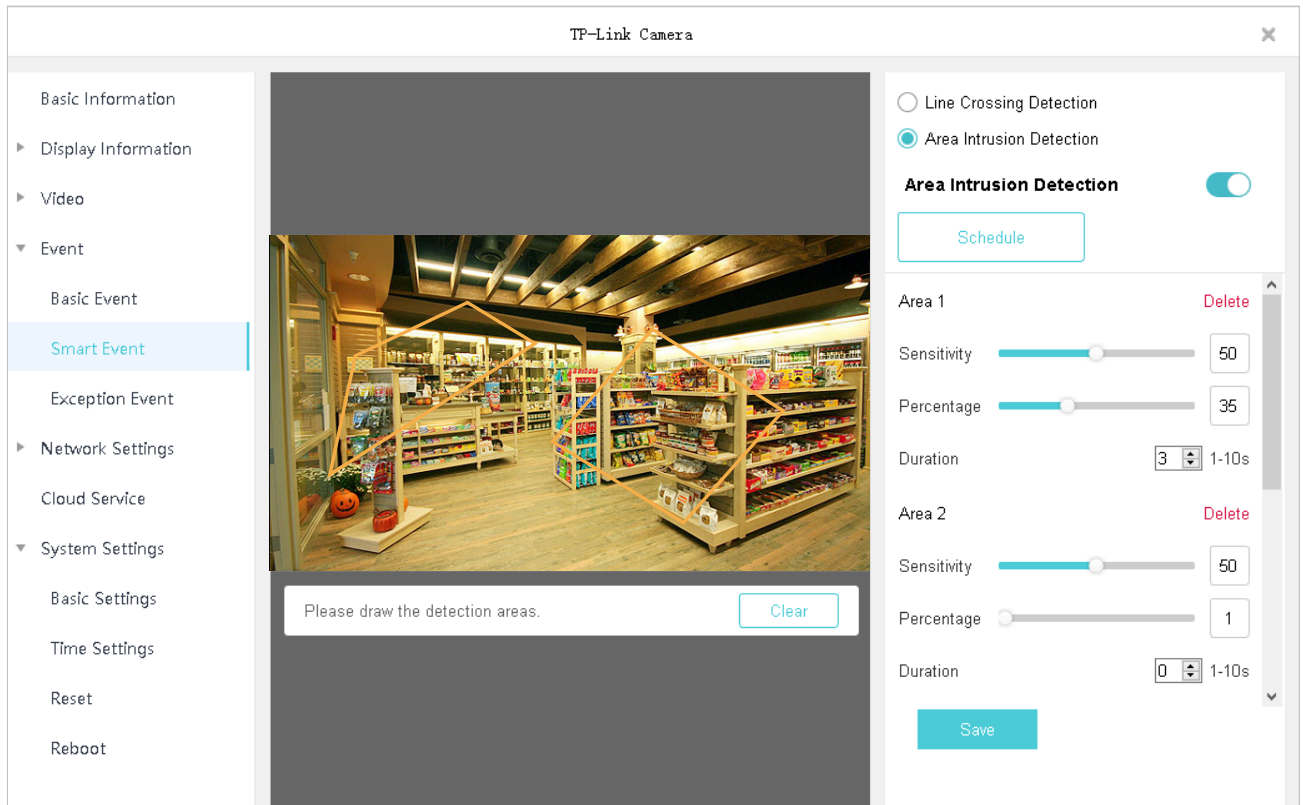 TP-Link Camera
Basic Information
Display Information
Video
Event
Basic Event
Smart Event
Exception Event
Network Settings
Cloud Service
System Settings
Basic Settings
Time Settings
Reset
Reboot
Please draw the detection areas.
Clear
Line Crossing Detection
Area Intrusion Detection
Area Intrusion Detection
Schedule
Area 1 Delete
Sensitivity 50
Percentage 35
Duration 3 1-10s
Area 2 Delete
Sensitivity 50
Percentage 1
Duration 0 1-10s
Save